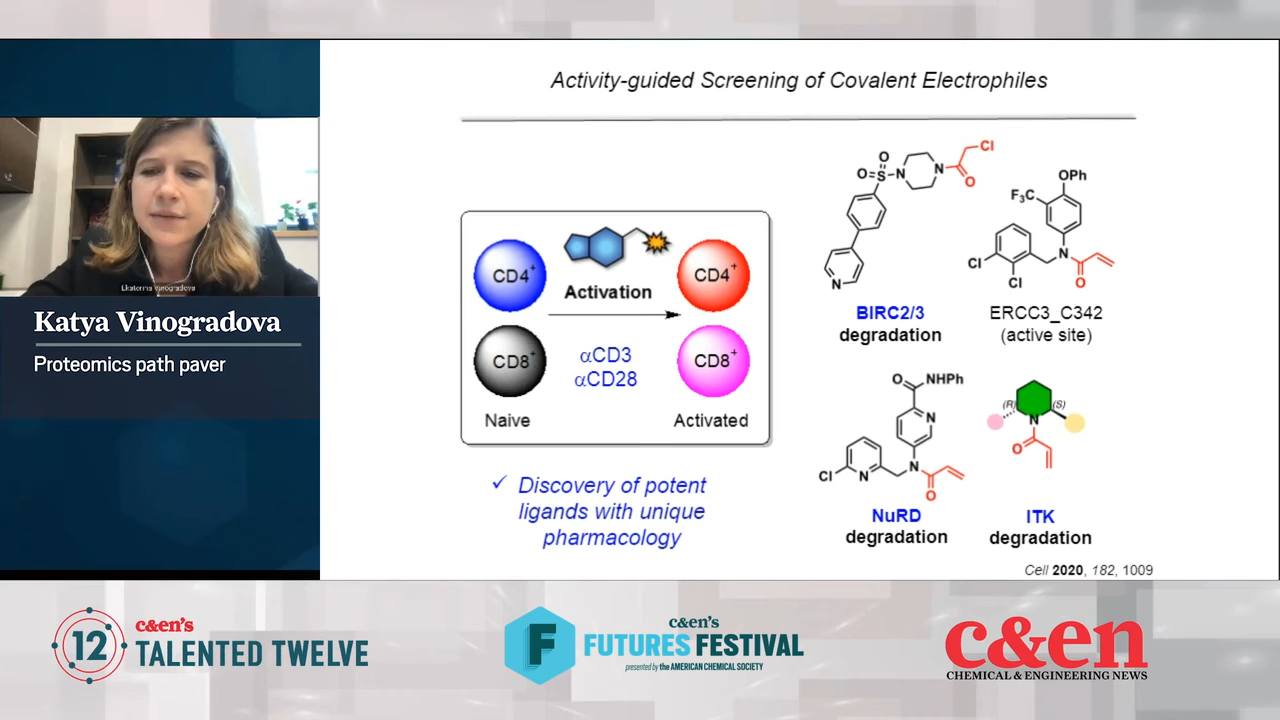 Activity-guided Screening of Covalent Electrophiles
Ekaterina Vinogradova
Katya Vinogradova
Proteomics path paver
CD4+
CD4+
Activation
CD8+
CD8+
αCD3
αCD28
Naive
Activated
✓ Discovery of potent
ligands with unique
pharmacology
O
O=S
N
N
Cl
O
N
BIRC2/3
degradation
OPh
F3C
Cl
Cl
N
O
ERCC3_C342
(active site)
O
NHPh
N
Cl
N
N
O
NuRD
degradation
(R)
(S)
N
O
ITK
degradation
Cell 2020, 182, 1009
12
c&en's
TALENTED TWELVE
F
c&en's
FUTURES FESTIVAL
presented by the AMERICAN CHEMICAL SOCIETY
c&en
CHEMICAL & ENGINEERING NEWS